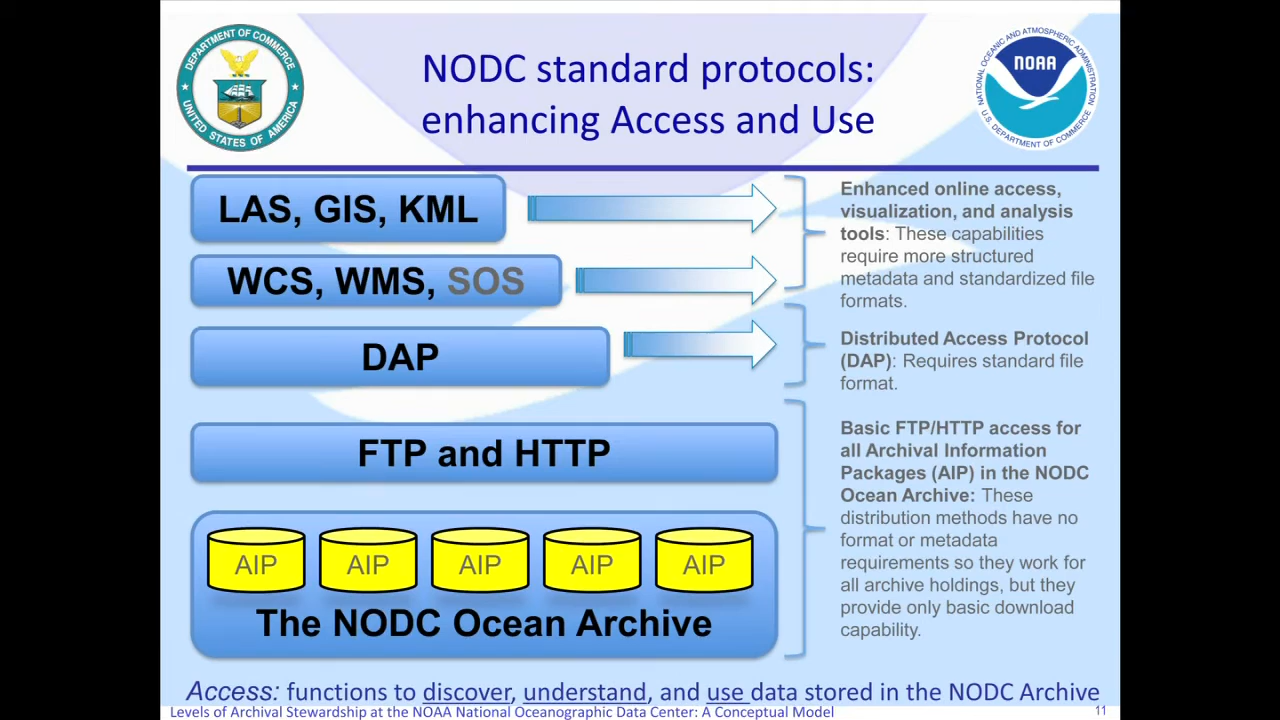 DEPARTMENT OF COMMERCE
UNITED STATES OF AMERICA
NODC standard protocols:
enhancing Access and Use
NATIONAL OCEANIC AND ATMOSPHERIC ADMINISTRATION
NOAA
U.S. DEPARTMENT OF COMMERCE
LAS, GIS, KML
WCS, WMS, SOS
DAP
FTP and HTTP
AIP AIP AIP AIP AIP
The NODC Ocean Archive
Enhanced online access,
visualization, and analysis
tools: These capabilities
require more structured
metadata and standardized file
formats.
Distributed Access Protocol
(DAP): Requires standard file
format.
Basic FTP/HTTP access for
all Archival Information
Packages (AIP) in the NODC
Ocean Archive: These
distribution methods have no
format or metadata
requirements so they work for
all archive holdings, but they
provide only basic download
capability.
Access: functions to discover, understand, and use data stored in the NODC Archive
Levels of Archival Stewardship at the NOAA National Oceanographic Data Center: A Conceptual Model
11